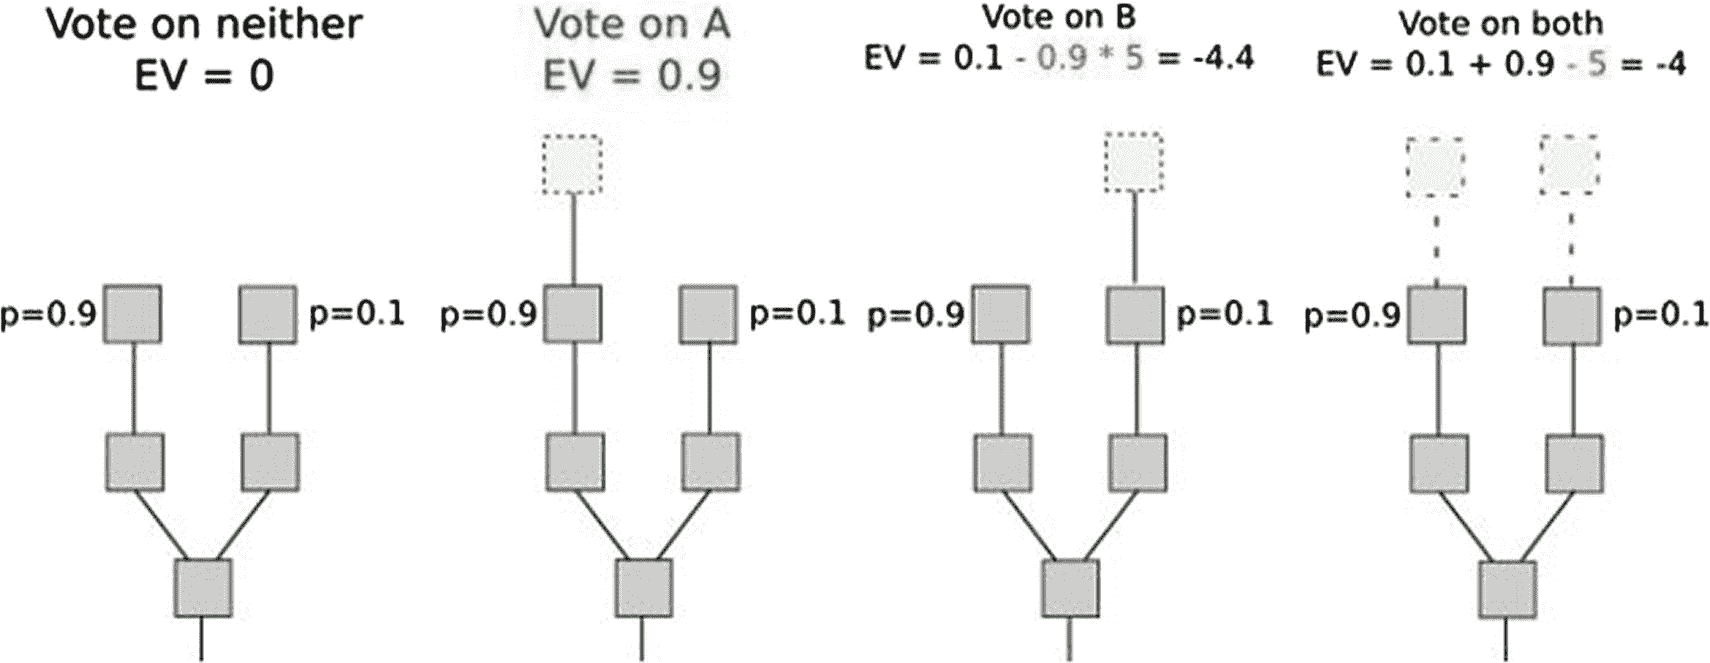 Vote on neither
EV = 0
Vote on A
EV = 0.9
Vote on B
EV = 0.1 - 0.9 * 5 = -4.4
Vote on both
EV = 0.1 + 0.9 - 5 = -4
p=0.9
p=0.1
p=0.9
p=0.1
p=0.9
p=0.1
p=0.9
p=0.1